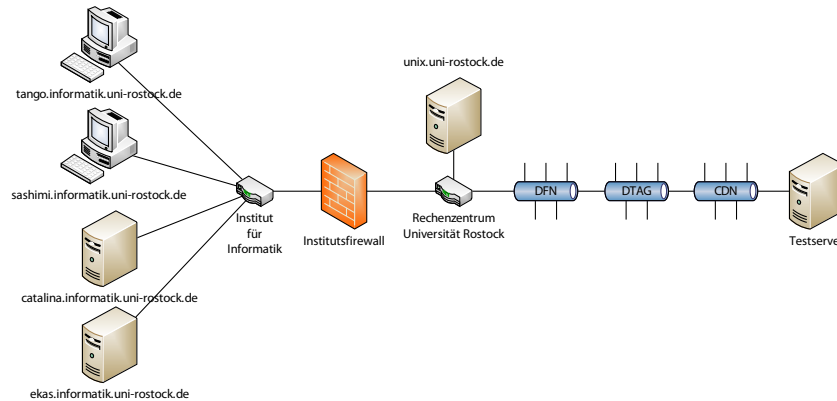 tango.informatik.uni-rostock.de
sashimi.informatik.uni-rostock.de
catalina.informatik.uni-rostock.de
ekas.informatik.uni-rostock.de
Institut
für
Informatik
Institutsfirewall
unix.uni-rostock.de
Rechenzentrum
Universität Rostock
DFN
DTAG
CDN
Testserver